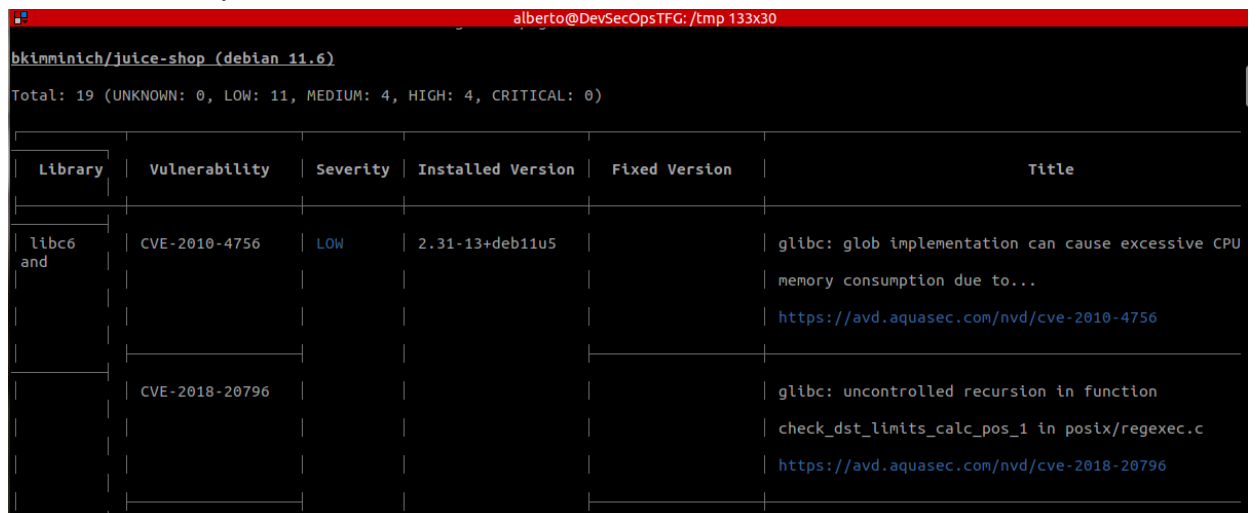 alberto@DevSecOpsTFG: /tmp 133x30
bkimminich/juice-shop (debian 11.6)
Total: 19 (UNKNOWN: 0, LOW: 11, MEDIUM: 4, HIGH: 4, CRITICAL: 0)
Library Vulnerability Severity Installed Version Fixed Version Title
libc6 CVE-2010-4756 LOW 2.31-13+deb11u5 glibc: glob implementation can cause excessive CPU
and
memory consumption due to...
https://avd.aquasec.com/nvd/cve-2010-4756
CVE-2018-20796 glibc: uncontrolled recursion in function
check_dst_limits_calc_pos_1 in posix/regexec.c
https://avd.aquasec.com/nvd/cve-2018-20796